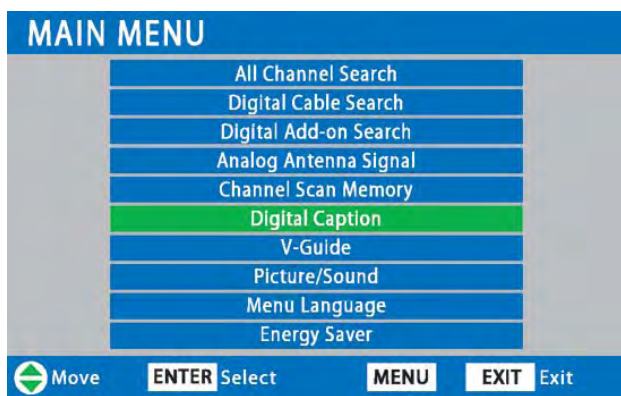 MAIN MENU
All Channel Search
Digital Cable Search
Digital Add-on Search
Analog Antenna Signal
Channel Scan Memory
Digital Caption
V-Guide
Picture/Sound
Menu Language
Energy Saver
Move ENTER Select MENU EXIT Exit